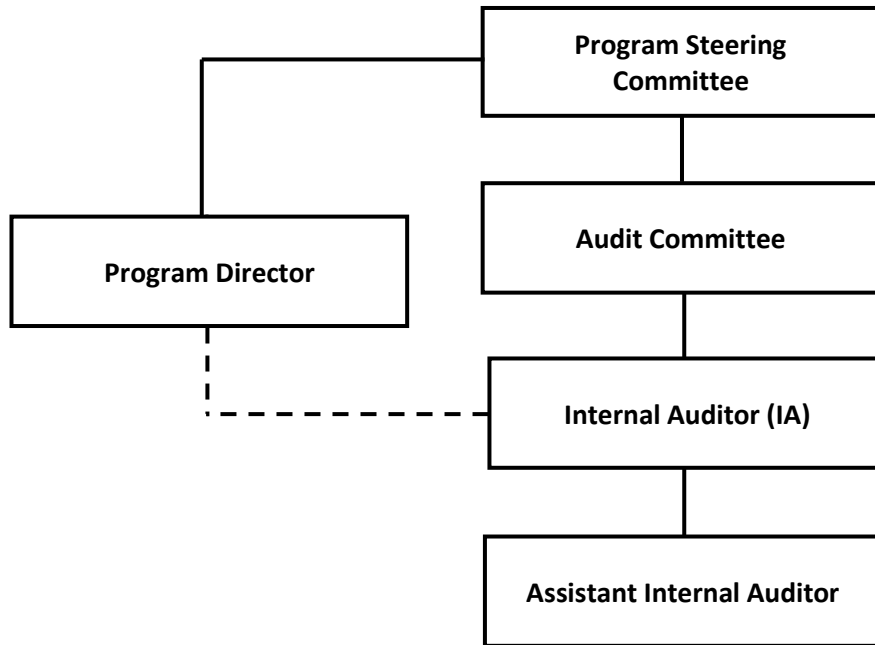 Program Steering
Committee
Audit Committee
Program Director
Internal Auditor (IA)
Assistant Internal Auditor